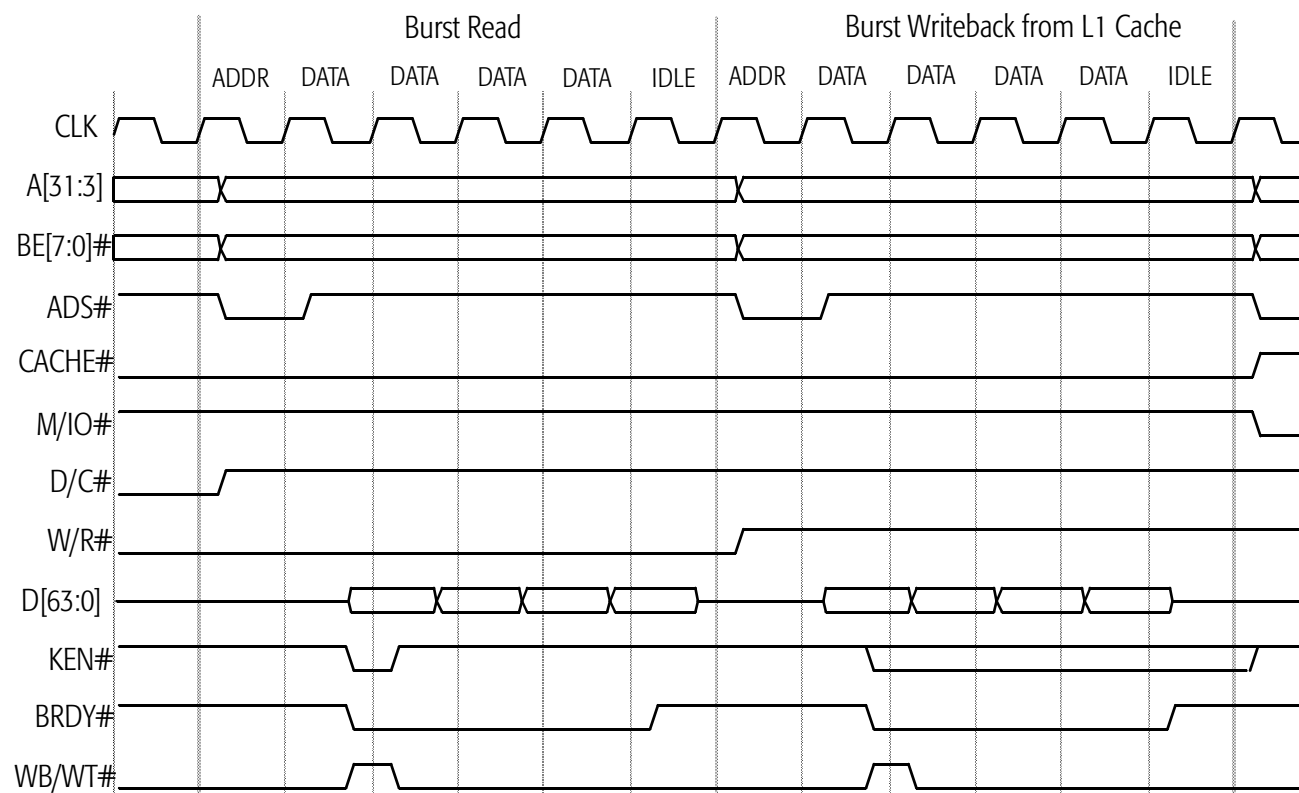 Burst Read Burst Writeback from L1 Cache
ADDR DATA DATA DATA DATA IDLE ADDR DATA DATA DATA DATA IDLE
CLK
A[31:3]
BE[7:0]#
ADS#
CACHE#
M/IO#
D/C#
W/R#
D[63:0]
KEN#
BRDY#
WB/WT#